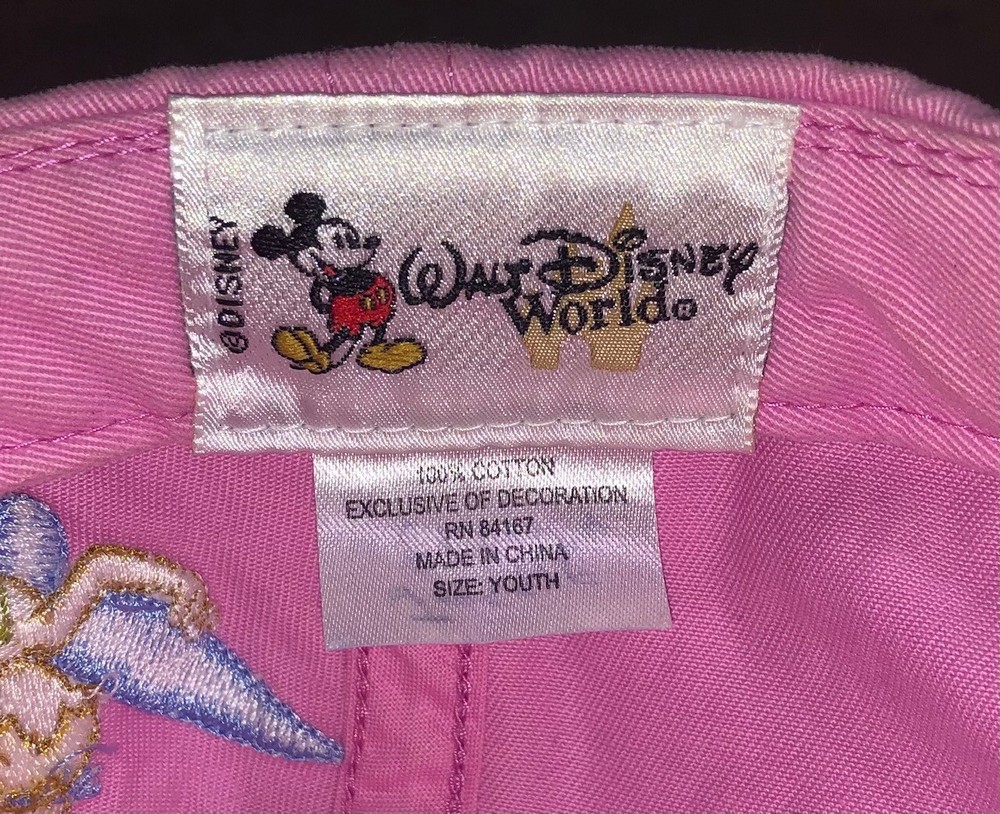 ©DISNEY
WALT DISNEY
World®
100% COTTON
EXCLUSIVE OF DECORATION
RN 84167
MADE IN CHINA
SIZE: YOUTH